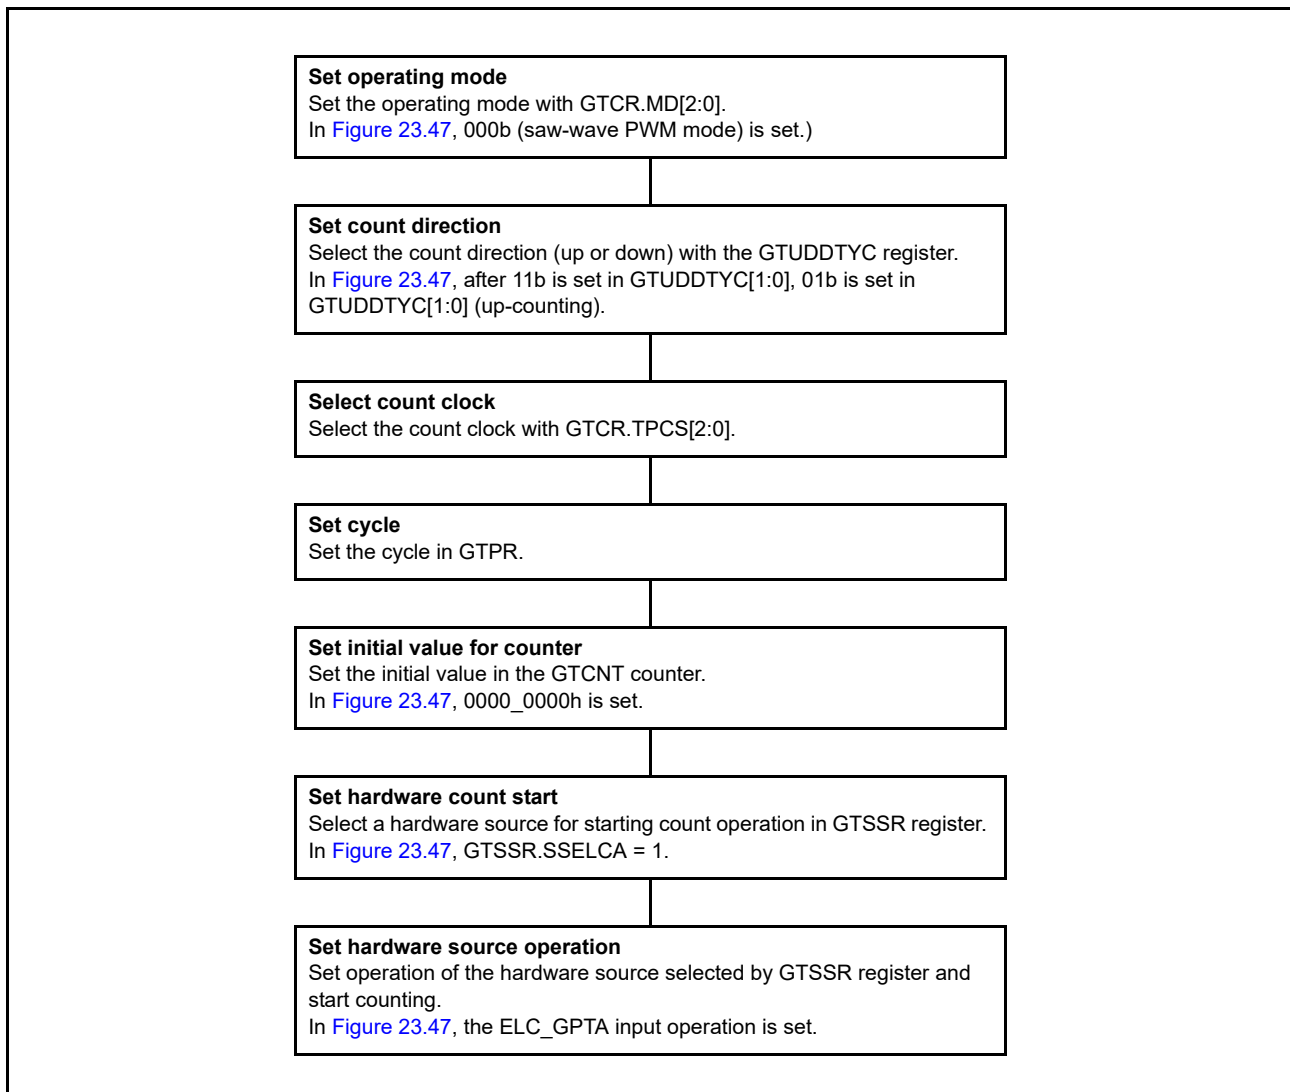 Set operating mode
Set the operating mode with GTCR.MD[2:0].
In Figure 23.47, 000b (saw-wave PWM mode) is set.)
Set count direction
Select the count direction (up or down) with the GTUDDTYC register.
In Figure 23.47, after 11b is set in GTUDDTYC[1:0], 01b is set in
GTUDDTYC[1:0] (up-counting).
Select count clock
Select the count clock with GTCR.TPCS[2:0].
Set cycle
Set the cycle in GTPR.
Set initial value for counter
Set the initial value in the GTCNT counter.
In Figure 23.47, 0000_0000h is set.
Set hardware count start
Select a hardware source for starting count operation in GTSSR register.
In Figure 23.47, GTSSR.SSELCA = 1.
Set hardware source operation
Set operation of the hardware source selected by GTSSR register and
start counting.
In Figure 23.47, the ELC_GPTA input operation is set.